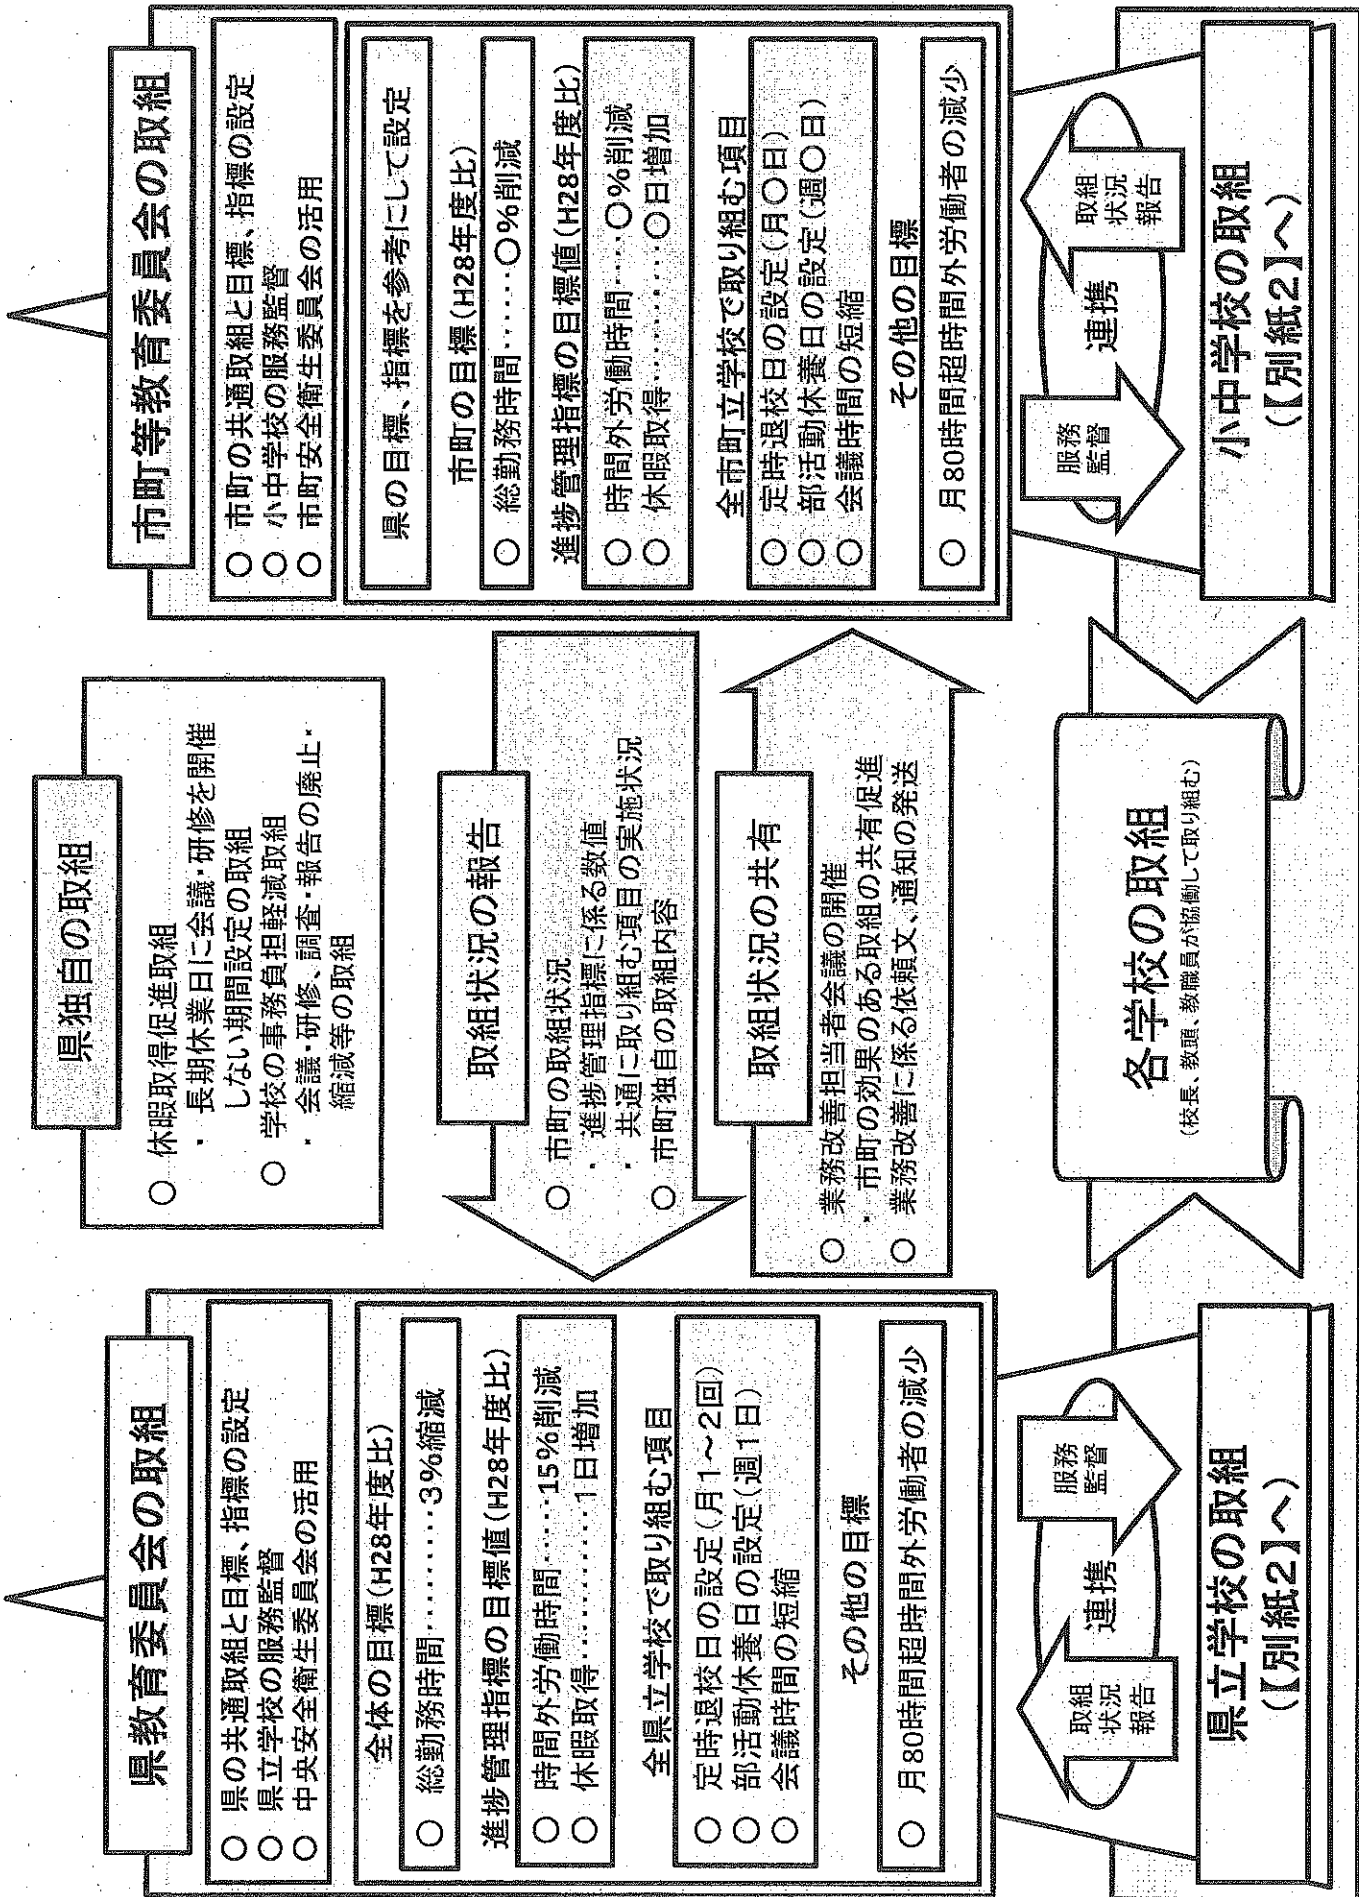 県教育委員会の取組
○ 県の共通取組と目標、指標の設定
○ 県立学校の服務監督
○ 中央安全衛生委員会の活用
全体の目標(H28年度比)
○ 総勤務時間………3%縮減
進捗管理指標の目標値(H28年度比)
○ 時間外労働時間…‥15%削減
○ 休暇取得…………1日増加
全県立学校で取り組む項目
○ 定時退校日の設定(月1~2回)
○ 部活動休養日の設定(週1日)
○ 会議時間の短縮
その他の目標
○ 月80時間超時間外労働者の減少
取組
状況
報告
連携
服務
監督
県立学校の取組
(【別紙2】へ)
県独自の取組
○ 休暇取得促進取組
・ 長期休業日に会議・研修を開催
しない期間設定の取組
○ 学校の事務負担軽減取組
・ 会議・研修、調査・報告の廃止・
縮減等の取組
取組状況の報告
○ 市町の取組状況
・ 進捗管理指標に係る数値
・ 共通に取り組む項目の実施状況
○ 市町独自の取組内容
取組状況の共有
○ 業務改善担当者会議の開催
・ 市町の効果のある取組の共有促進
○ 業務改善に係る依頼文、通知の発送
各学校の取組
(校長、教頭、教職員が協働して取り組む)
市町等教育委員会の取組
○ 市町の共通取組と目標、指標の設定
○ 小中学校の服務監督
○ 市町安全衛生委員会の活用
県の目標、指標を参考にして設定
市町の目標(H28年度比)
○ 総勤務時間……○%削減
進捗管理指標の目標値(H28年度比)
○ 時間外労働時間…‥○%削減
○ 休暇取得…………○日増加
全市町立学校で取り組む項目
○ 定時退校日の設定(月○日)
○ 部活動休養日の設定(週○日)
○ 会議時間の短縮
その他の目標
○ 月80時間超時間外労働者の減少
服務
監督
連携
取組
状況
報告
小中学校の取組
(【別紙2】へ)